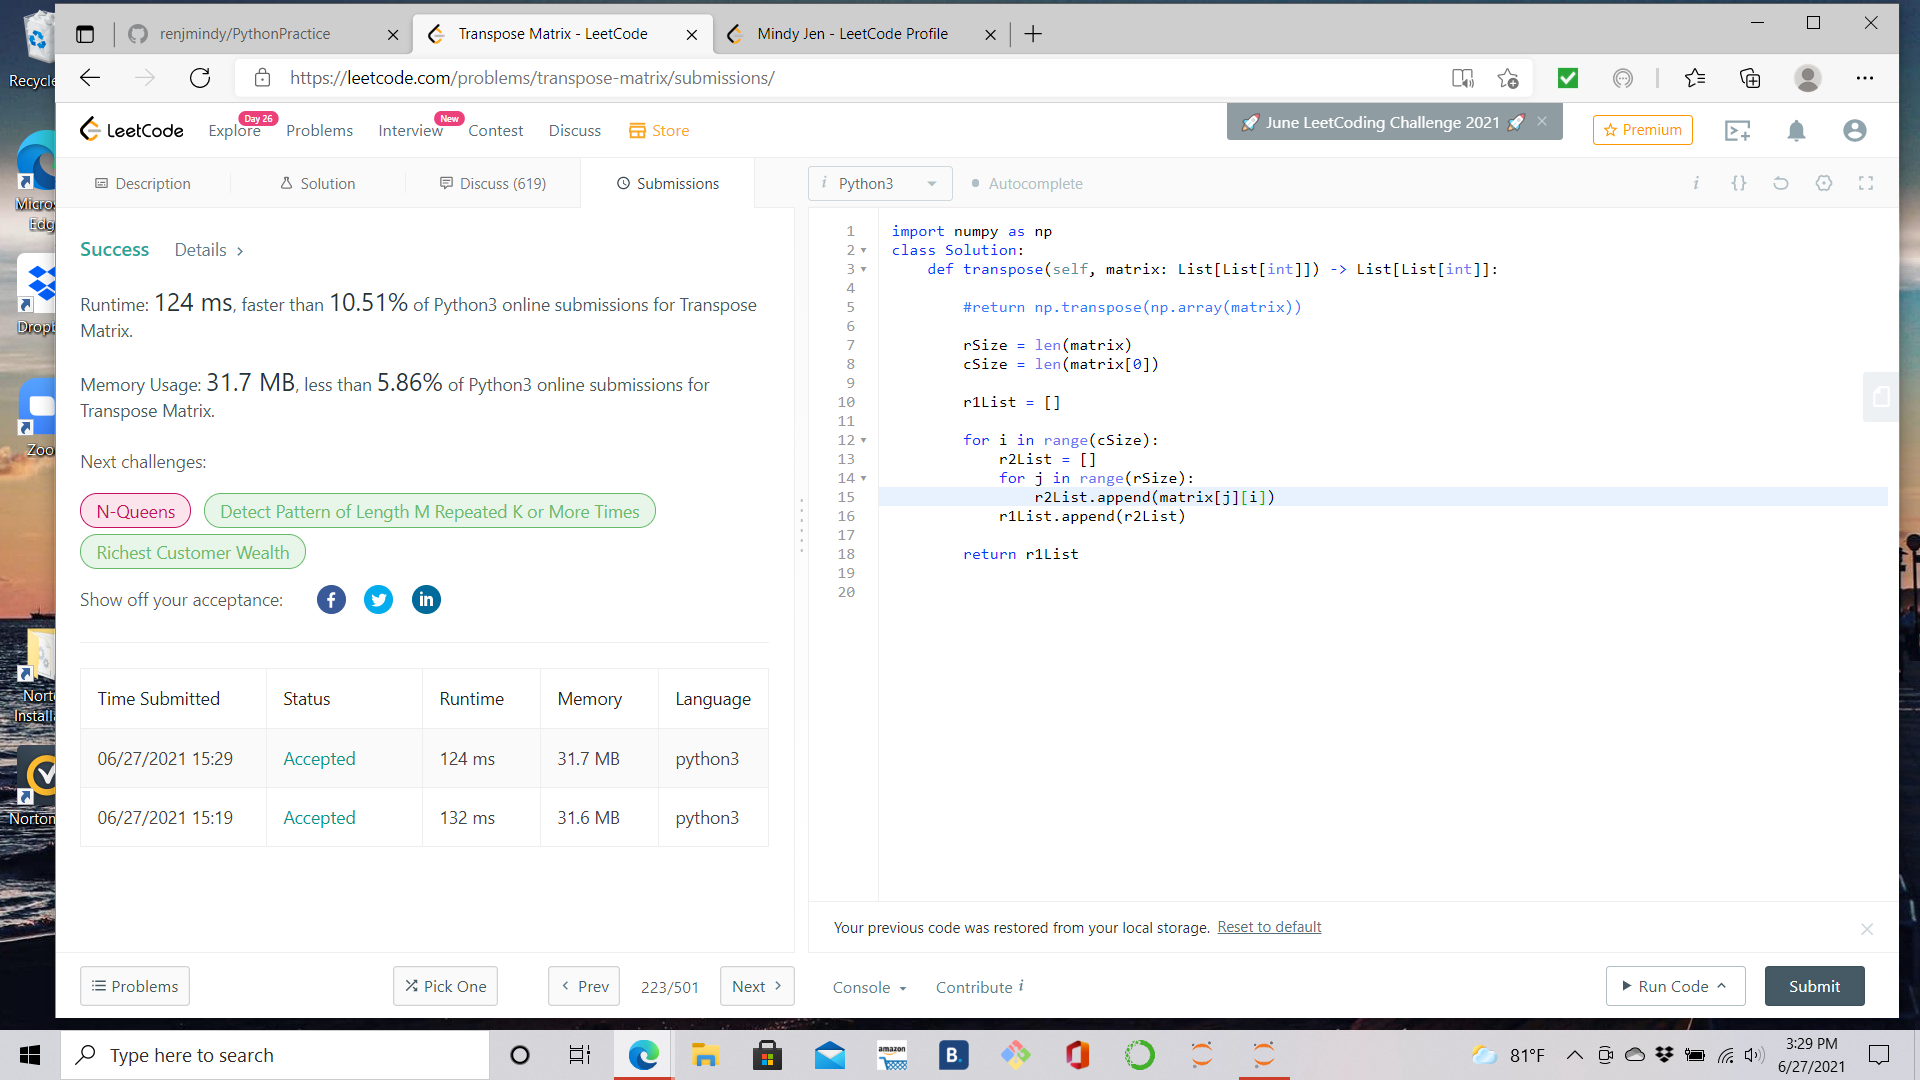 renjmindy/PythonPractice
Transpose Matrix - LeetCode
Mindy Jen - LeetCode Profile
https://leetcode.com/problems/transpose-matrix/submissions/
LeetCode
Explore
Day 26
Problems
Interview
New
Contest
Discuss
Store
June LeetCoding Challenge 2021
Premium
Description
Solution
Discuss (619)
Submissions
Success
Details
Runtime: 124 ms, faster than 10.51% of Python3 online submissions for Transpose
Matrix.
Memory Usage: 31.7 MB, less than 5.86% of Python3 online submissions for
Transpose Matrix.
Next challenges:
N-Queens
Detect Pattern of Length M Repeated K or More Times
Richest Customer Wealth
Show off your acceptance:
Time Submitted Status Runtime Memory Language
06/27/2021 15:29 Accepted 124 ms 31.7 MB python3
06/27/2021 15:19 Accepted 132 ms 31.6 MB python3
Problems
Pick One
Prev
223/501
Next
i Python3
Autocomplete
i {}
1 import numpy as np
2 class Solution:
3 def transpose(self, matrix: List[List[int]]) -> List[List[int]]:
4
5 #return np.transpose(np.array(matrix))
6
7 rSize = len(matrix)
8 cSize = len(matrix[0])
9
10 r1List = []
11
12 for i in range(cSize):
13 r2List = []
14 for j in range(rSize):
15 r2List.append(matrix[j][i])
16 r1List.append(r2List)
17
18 return r1List
19
20
Your previous code was restored from your local storage. Reset to default
Console
Contribute i
Run Code
Submit
Recycle
Micros
Edg
Dropb
Zoo
Nort
Installa
Norton
Type here to search
amazon
B.
81°F
3:29 PM
6/27/2021